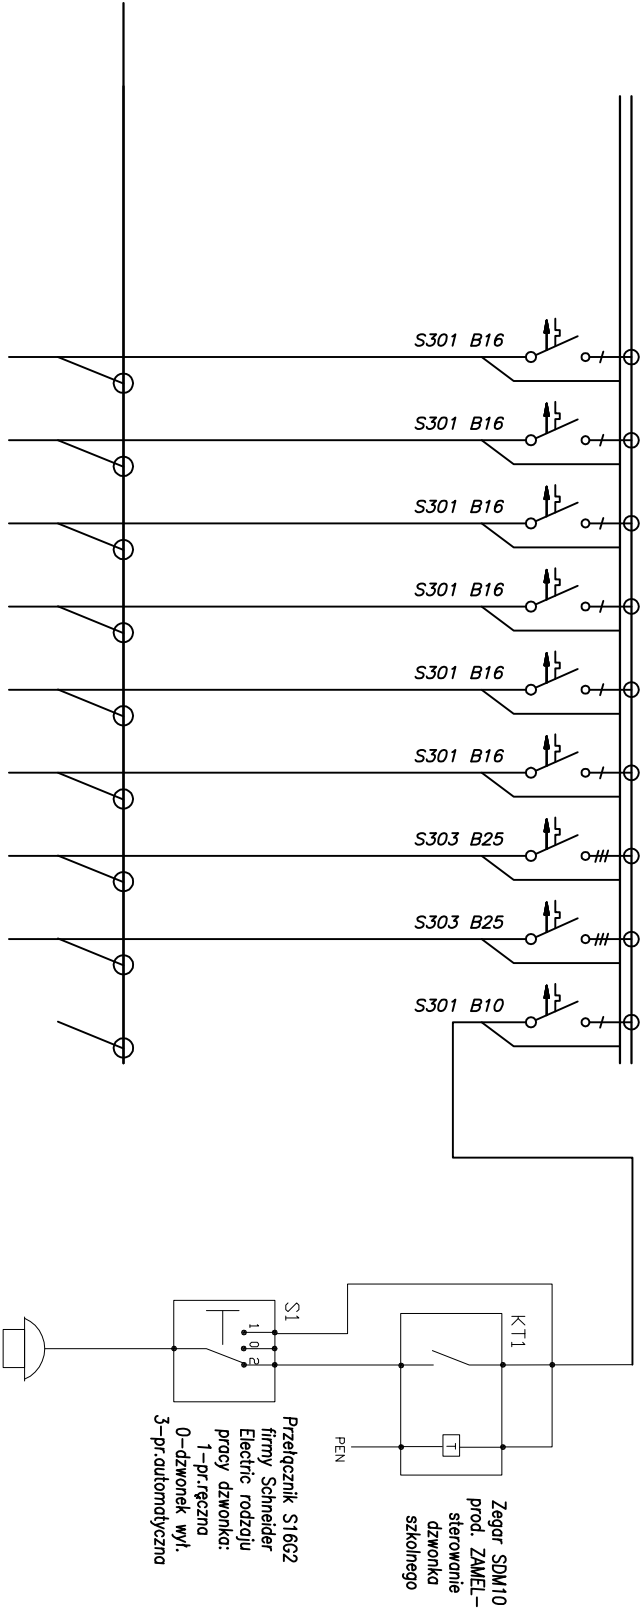 S301 B16
S301 B16
S301 B16
S301 B16
S301 B16
S301 B16
S303 B25
S303 B25
S301 B10
KT1
T
PEN
Zegar SDM10
prod. ZAMEL-
sterowanie
dzwonka
szkolnego
S1
1 0 2
Przełącznik S16G2
firmy Schneider
Electric rodzaju
pracy dzwonka:
1-pr.ręczna
0-dzwonek wył.
3-pr.automatyczna